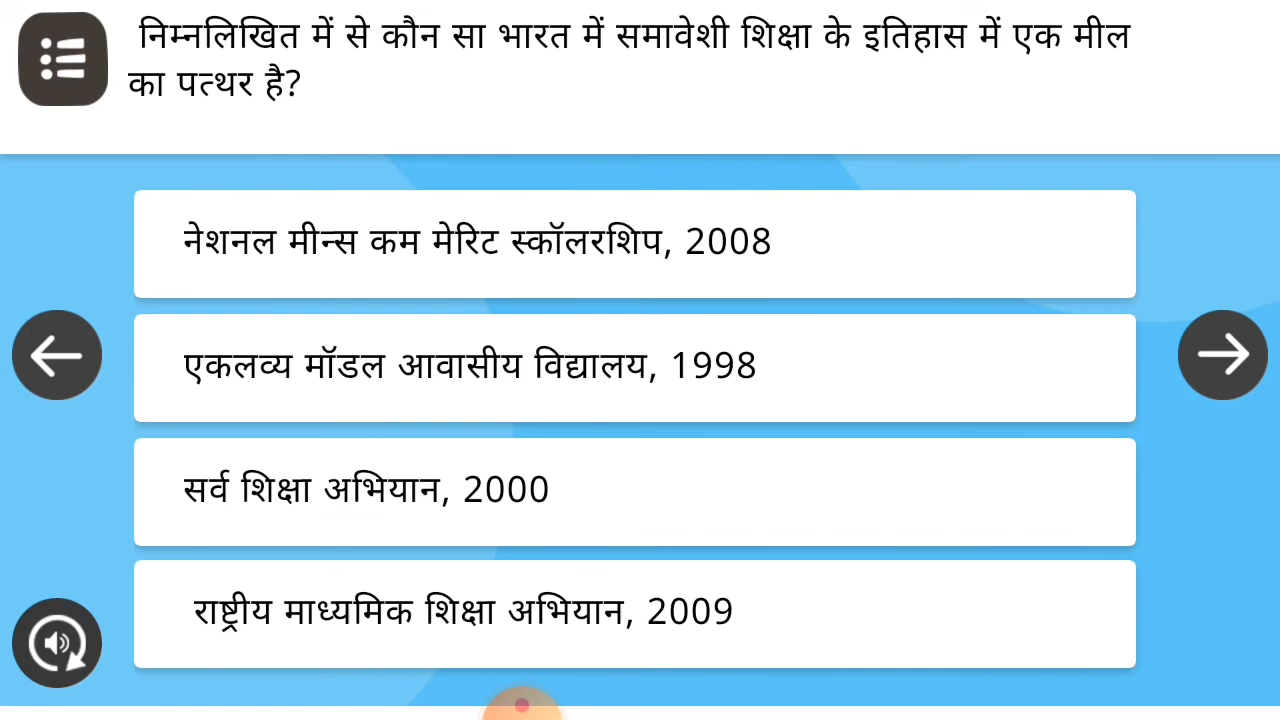 निम्नलिखित में से कौन सा भारत में समावेशी शिक्षा के इतिहास में एक मील
का पत्थर है?
नेशनल मीन्स कम मेरिट स्कॉलरशिप, 2008
एकलव्य मॉडल आवासीय विद्यालय, 1998
सर्व शिक्षा अभियान, 2000
राष्ट्रीय माध्यमिक शिक्षा अभियान, 2009